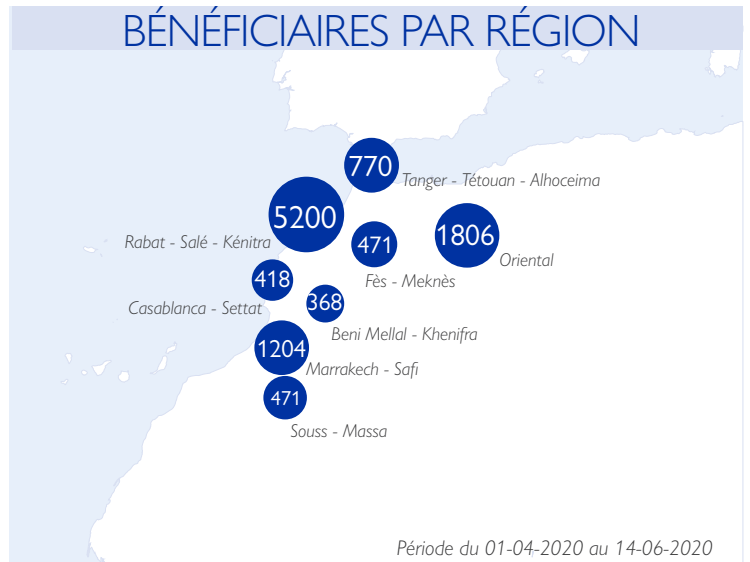 BÉNÉFICIAIRES PAR RÉGION
770
Tanger - Tétouan - Alhoceima
5200
Rabat - Salé - Kénitra
471
Fès - Meknès
1806
Oriental
418
Casablanca - Settat
368
Beni Mellal - Khenifra
1204
Marrakech - Safi
471
Souss - Massa
Période du 01-04-2020 au 14-06-2020